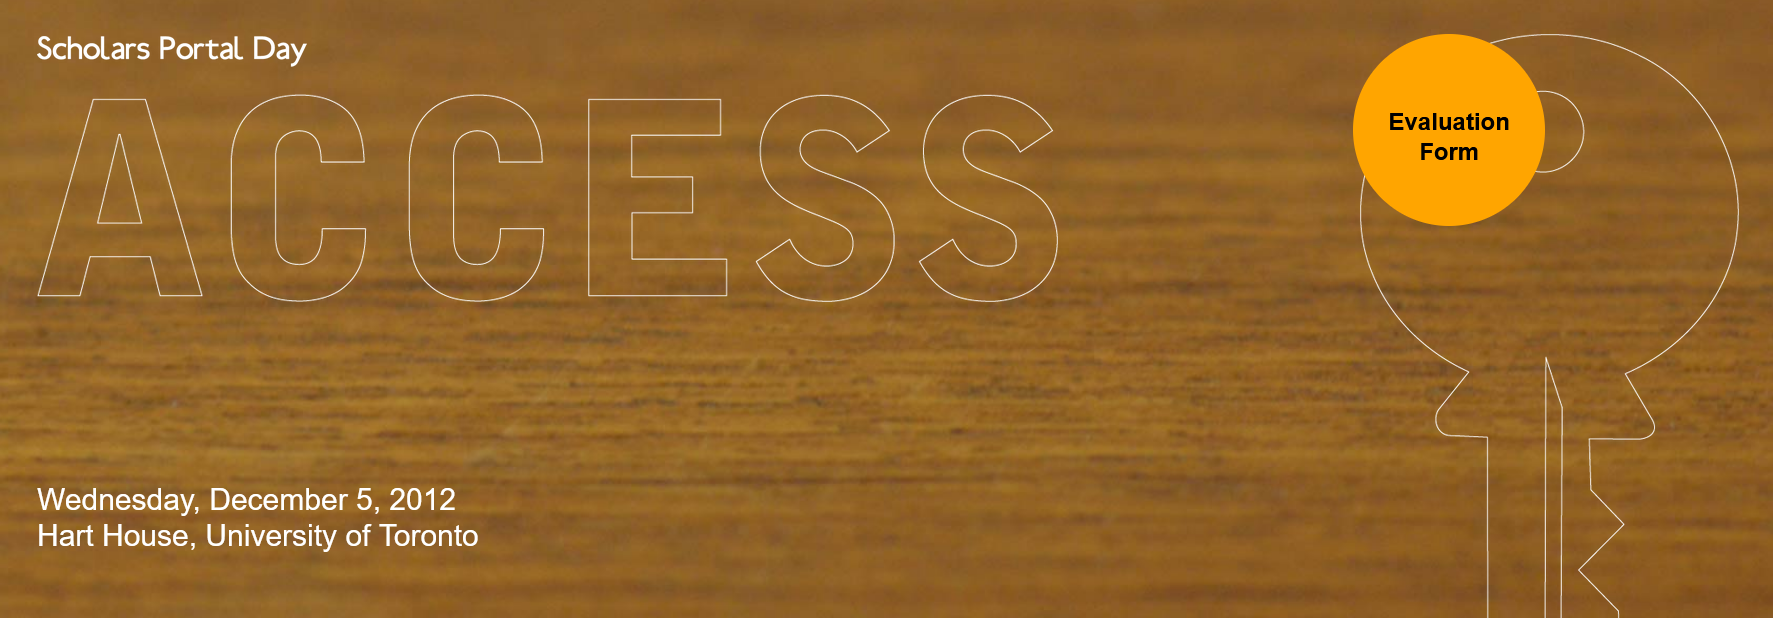 Scholars Portal Day
ACCESS
Evaluation
Form
Wednesday, December 5, 2012
Hart House, University of Toronto